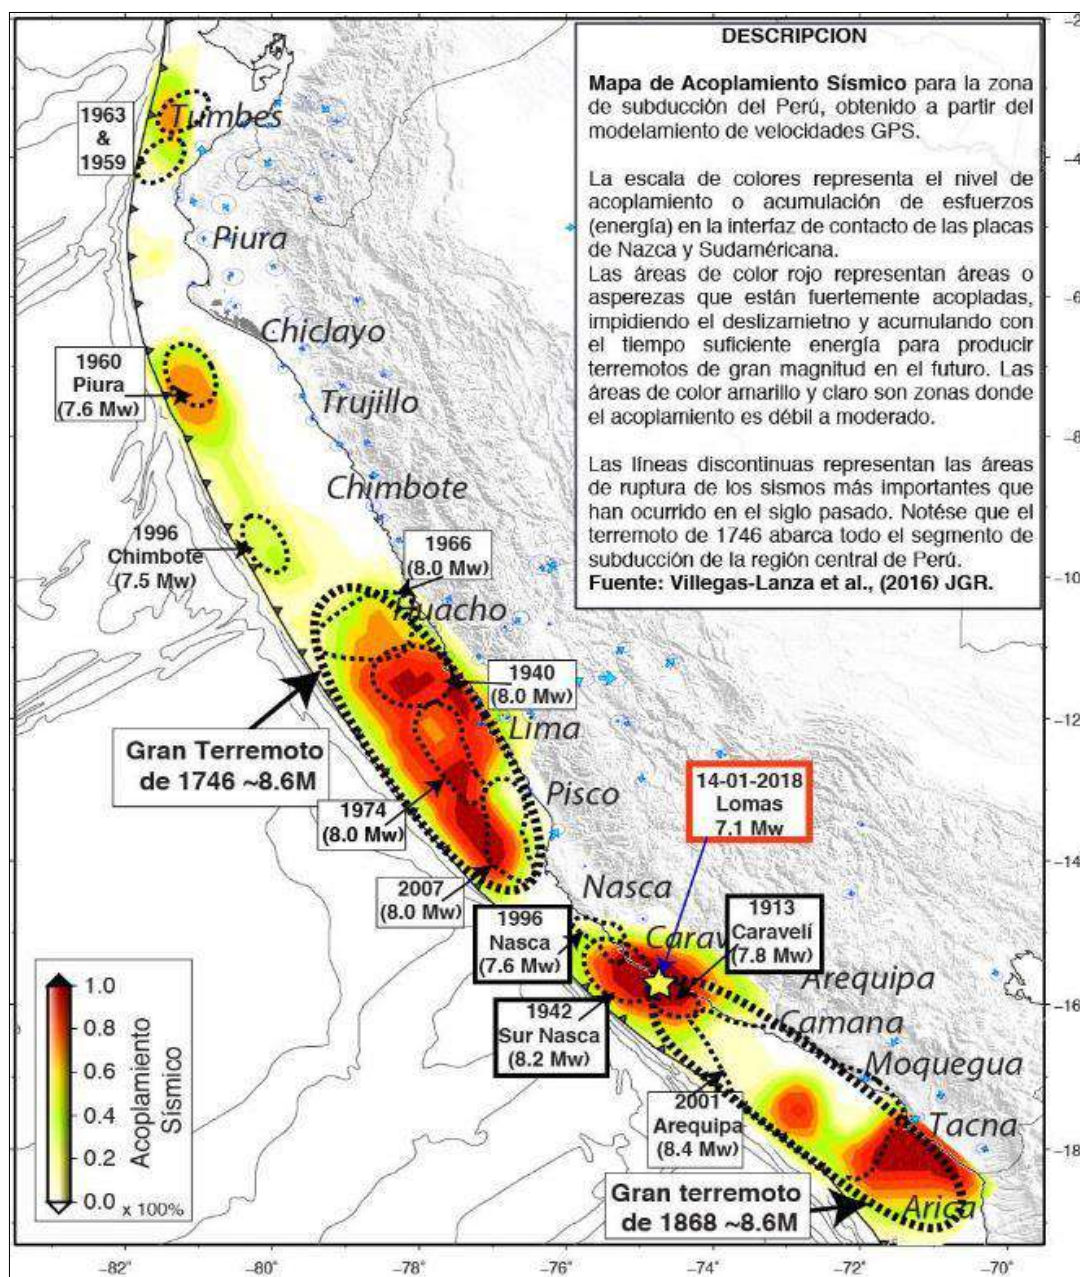 DESCRIPCION
Mapa de Acoplamiento Sísmico para la zona
de subducción del Perú, obtenido a partir del
modelamiento de velocidades GPS.
La escala de colores representa el nivel de
acoplamiento o acumulación de esfuerzos
(energía) en la interfaz de contacto de las placas
de Nazca y Sudaméricana.
Las áreas de color rojo representan áreas o
asperezas que están fuertemente acopladas,
impidiendo el deslizamietno y acumulando con
el tiempo suficiente energía para producir
terremotos de gran magnitud en el futuro. Las
áreas de color amarillo y claro son zonas donde
el acoplamiento es débil a moderado.
Las líneas discontinuas representan las áreas
de ruptura de los sismos más importantes que
han ocurrido en el siglo pasado. Notése que el
terremoto de 1746 abarca todo el segmento de
subducción de la región central de Perú.
Fuente: Villegas-Lanza et al., (2016) JGR.
1963
&
1959
Tumbes
Piura
Chiclayo
1960
Piura
(7.6 Mw)
Trujillo
Chimbote
1996
Chimbote
(7.5 Mw)
1966
(8.0 Mw)
Huacho
1940
(8.0 Mw)
Lima
Gran Terremoto
de 1746 ~8.6M
Pisco
14-01-2018
Lomas
7.1 Mw
1974
(8.0 Mw)
2007
(8.0 Mw)
Nasca
1996
Nasca
(7.6 Mw)
1913
Caravelí
(7.8 Mw)
Carav
Arequipa
1942
Sur Nasca
(8.2 Mw)
Camana
Moquegua
2001
Arequipa
(8.4 Mw)
Tacna
Gran terremoto
de 1868 ~8.6M
Arica
1.0
0.8
0.6
0.4
0.2
0.0
x 100%
Acoplamiento
Sísmico
-2
-4
-6
-8
-10
-12
-14
-16
-18
-82°
-80°
-78°
-76°
-74°
-72°
-70°